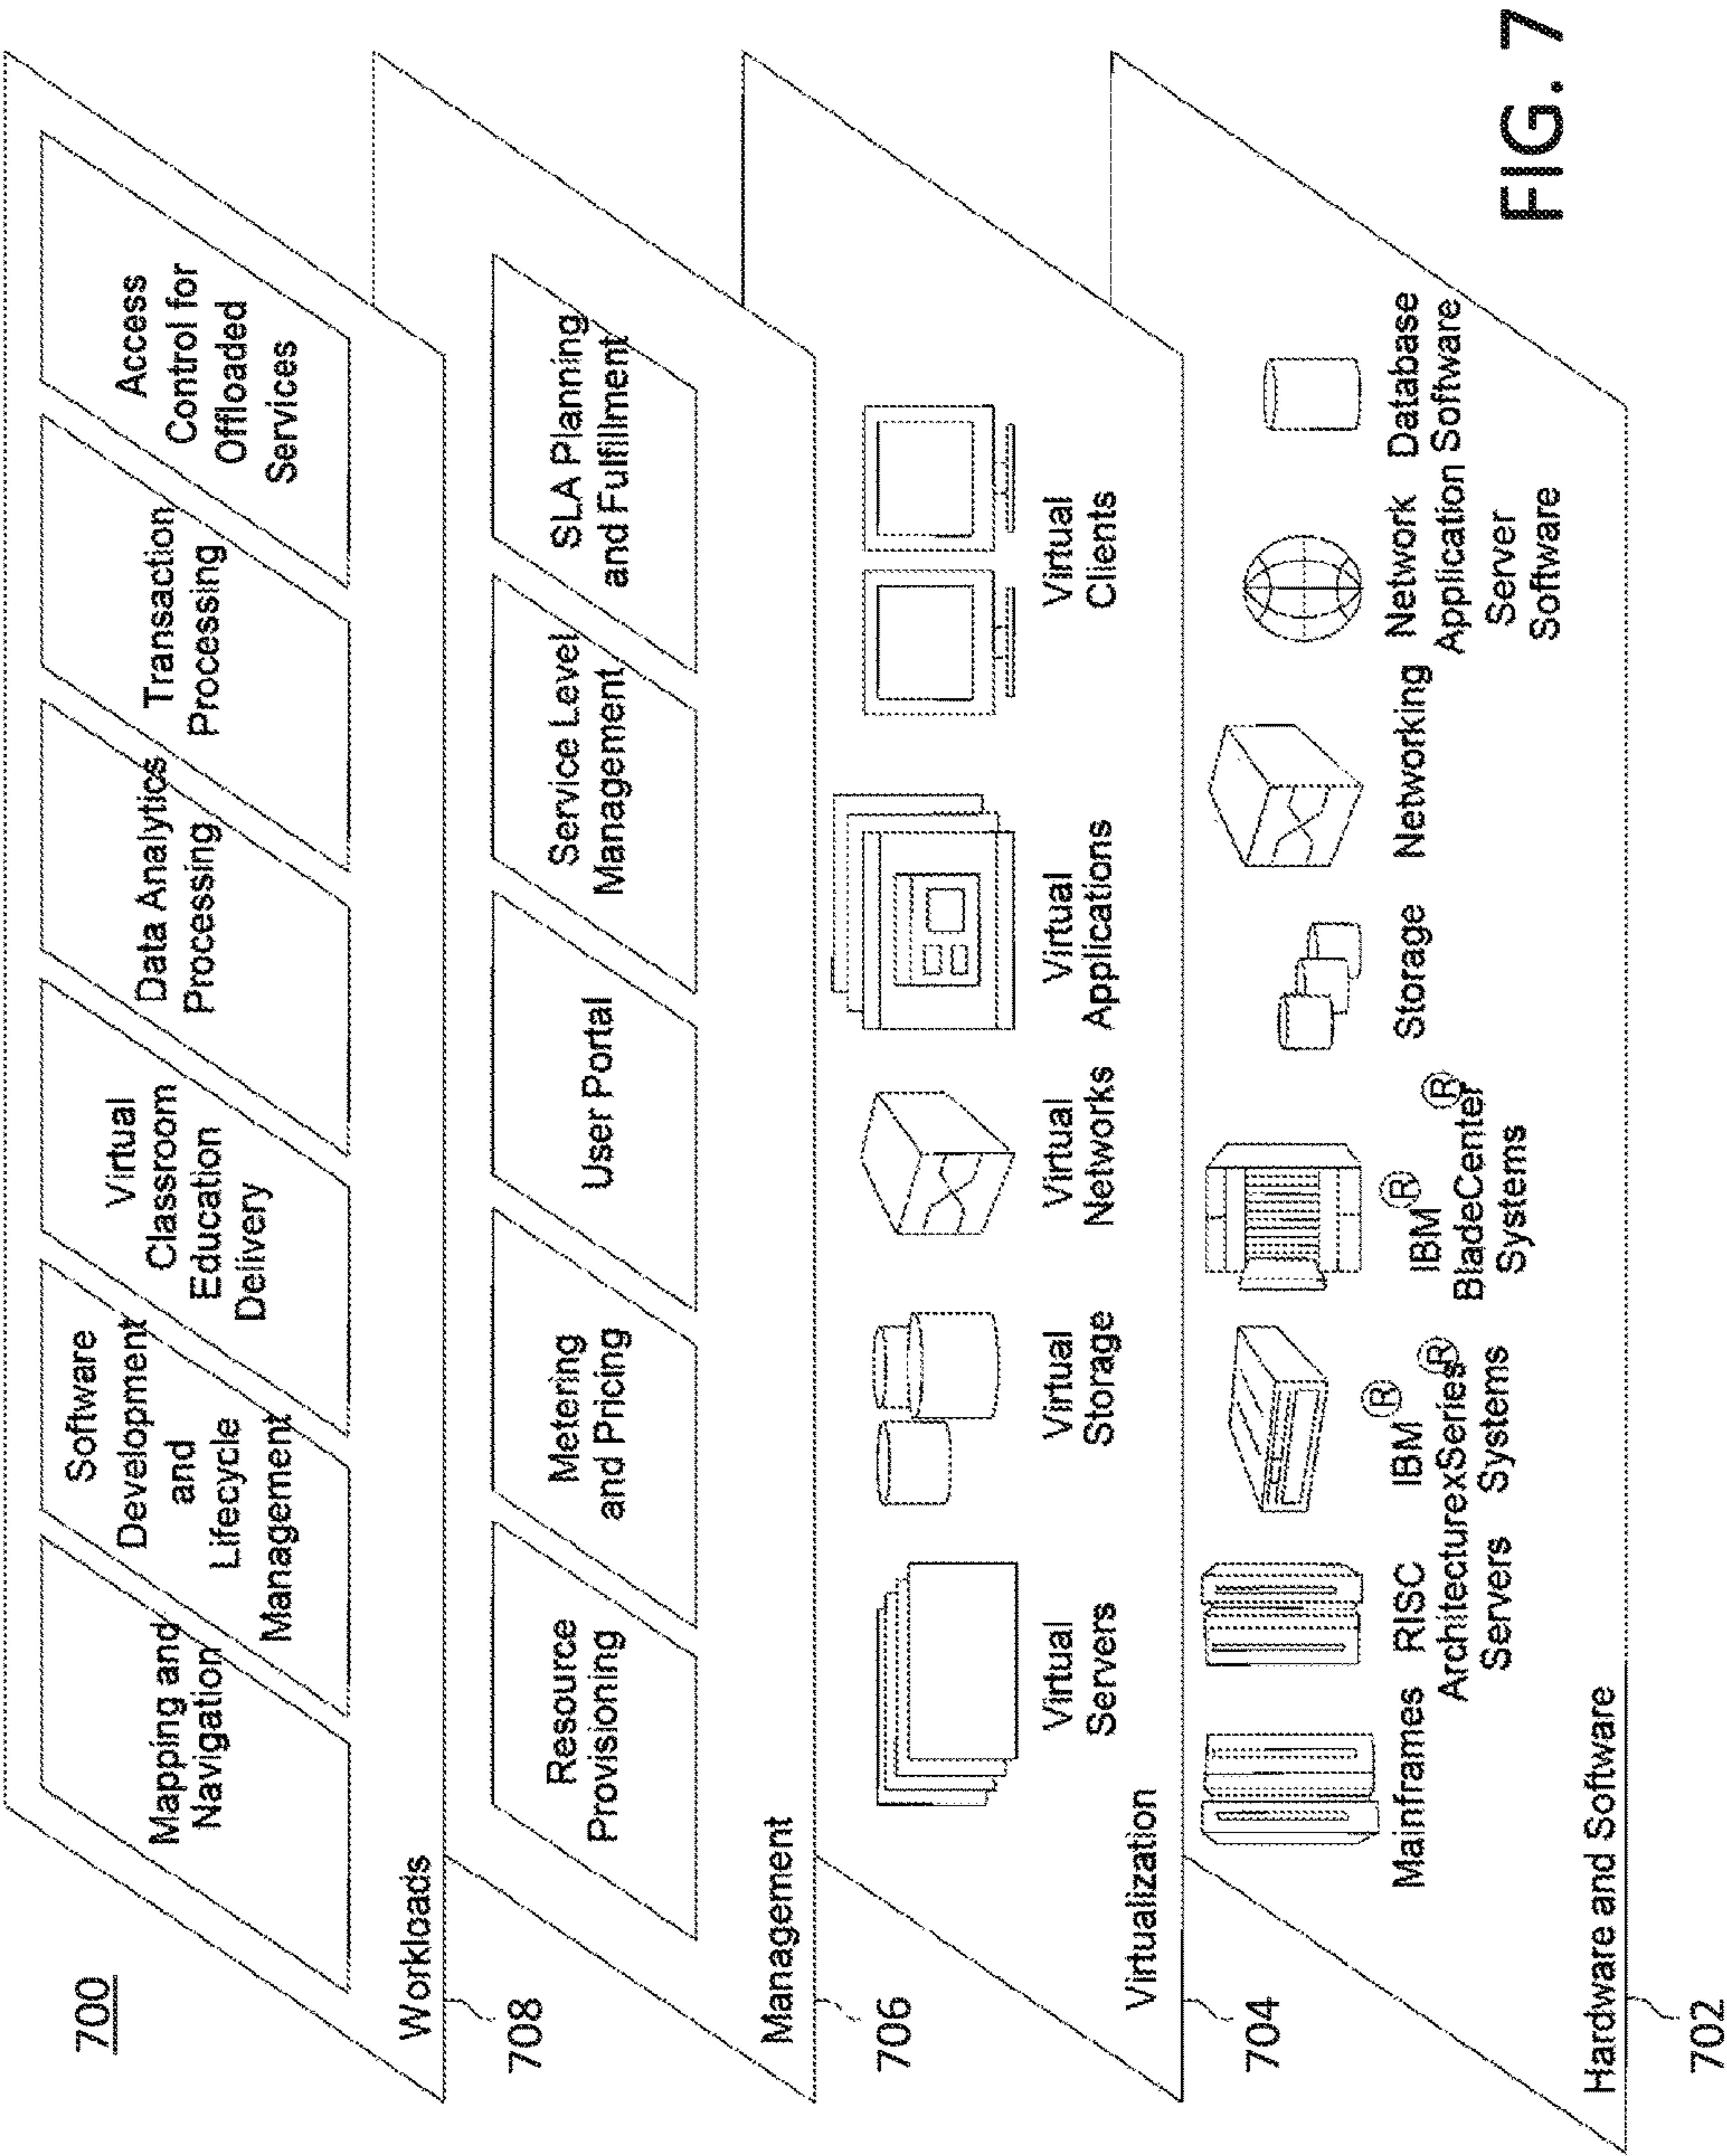 700
Mapping and
Navigation
Software
Development
and
Lifecycle
Management
Virtual
Classroom
Education
Delivery
Data Analytics
Processing
Transaction
Processing
Access
Control for
Offloaded
Services
Workloads
708
Resource
Provisioning
Metering
and Pricing
User Portal
Service Level
Management
SLA Planning
and Fulfillment
Management
706
Virtual
Servers
Virtual
Storage
Virtual
Networks
Virtual
Applications
Virtual
Clients
Virtualization
704
Mainframes
RISC
Architecture
Servers
IBM®
xSeries®
Systems
IBM®
BladeCenter®
Systems
Storage
Networking
Network
Application
Server
Software
Database
Software
Hardware and Software
702
FIG. 7